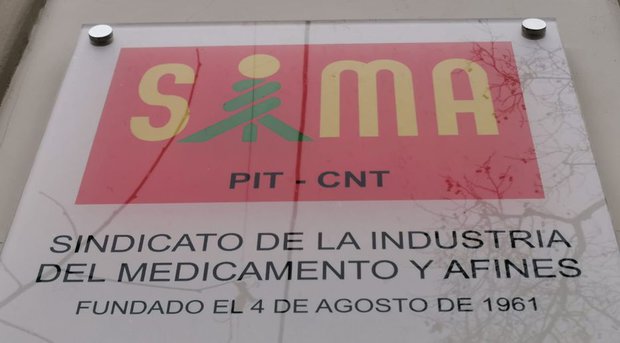 SIMA
PIT - CNT
SINDICATO DE LA INDUSTRIA
DEL MEDICAMENTO Y AFINES
FUNDADO EL 4 DE AGOSTO DE 1961